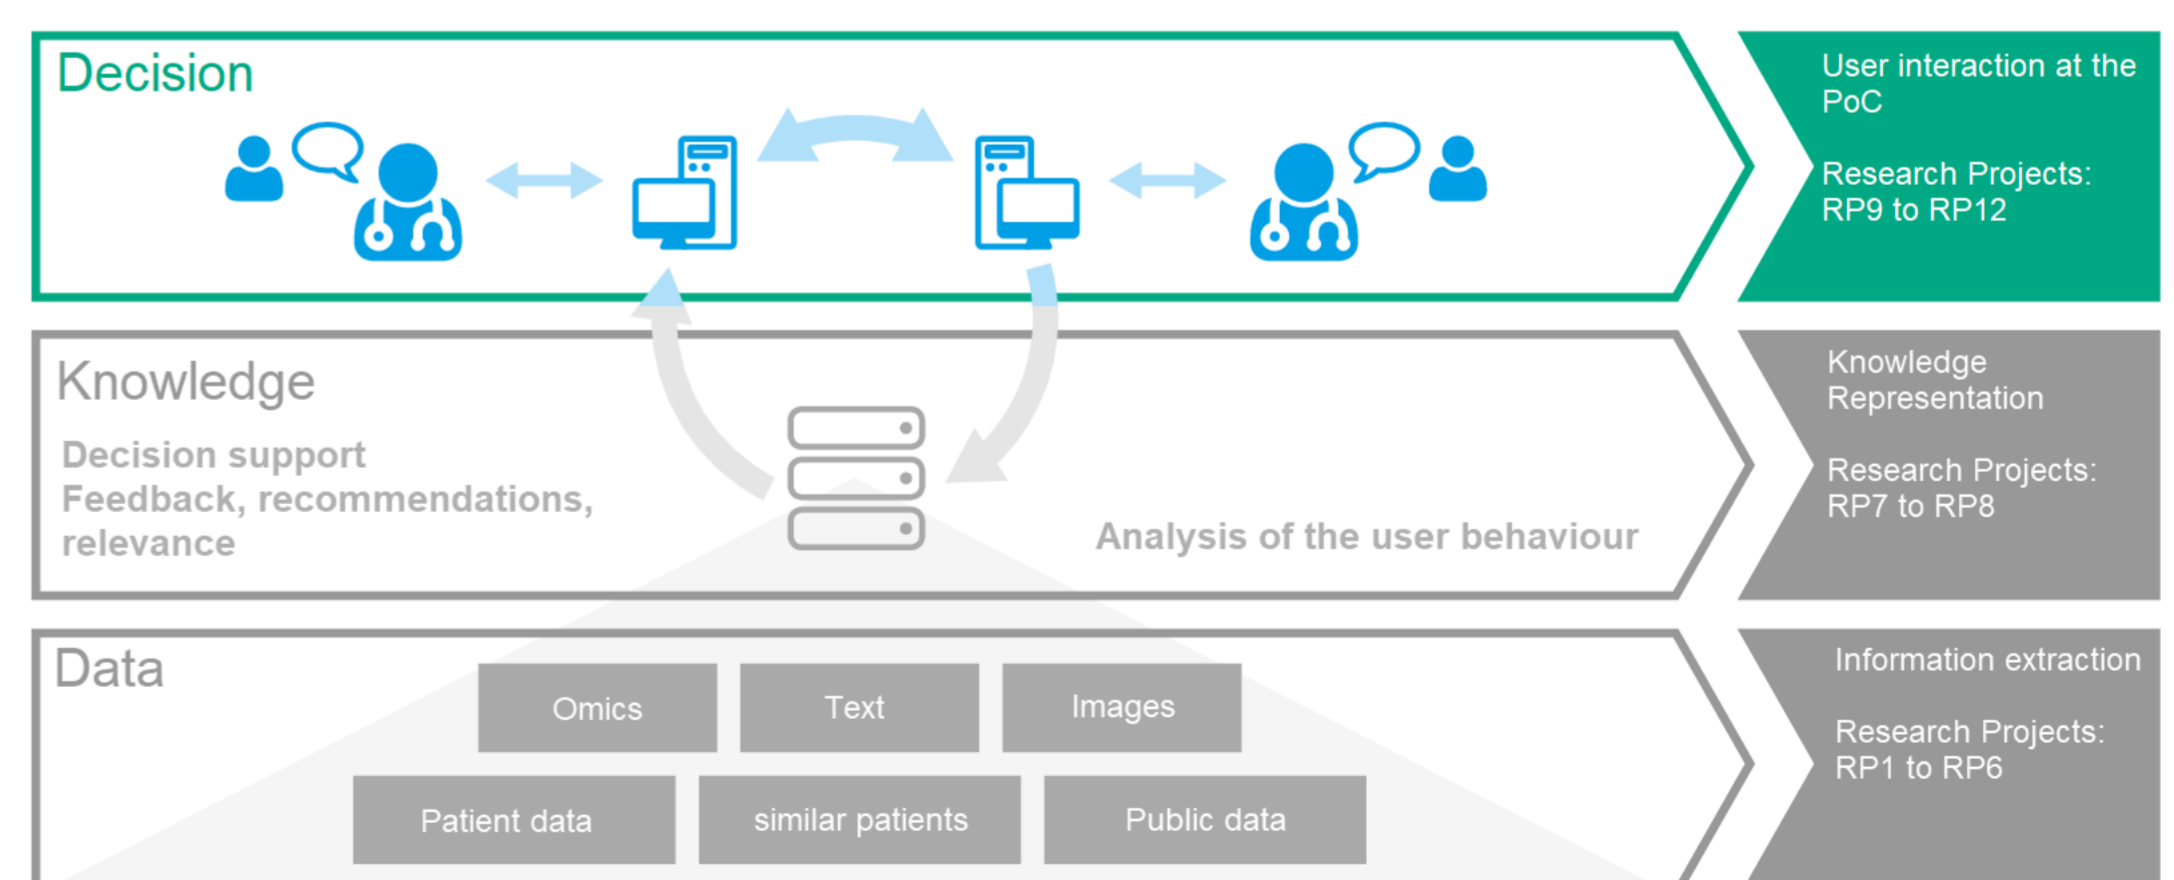 Decision
User interaction at the
PoC
Research Projects:
RP9 to RP12
Knowledge
Decision support
Feedback, recommendations,
relevance
Analysis of the user behaviour
Knowledge
Representation
Research Projects:
RP7 to RP8
Data
Omics
Text
Images
Patient data
similar patients
Public data
Information extraction
Research Projects:
RP1 to RP6